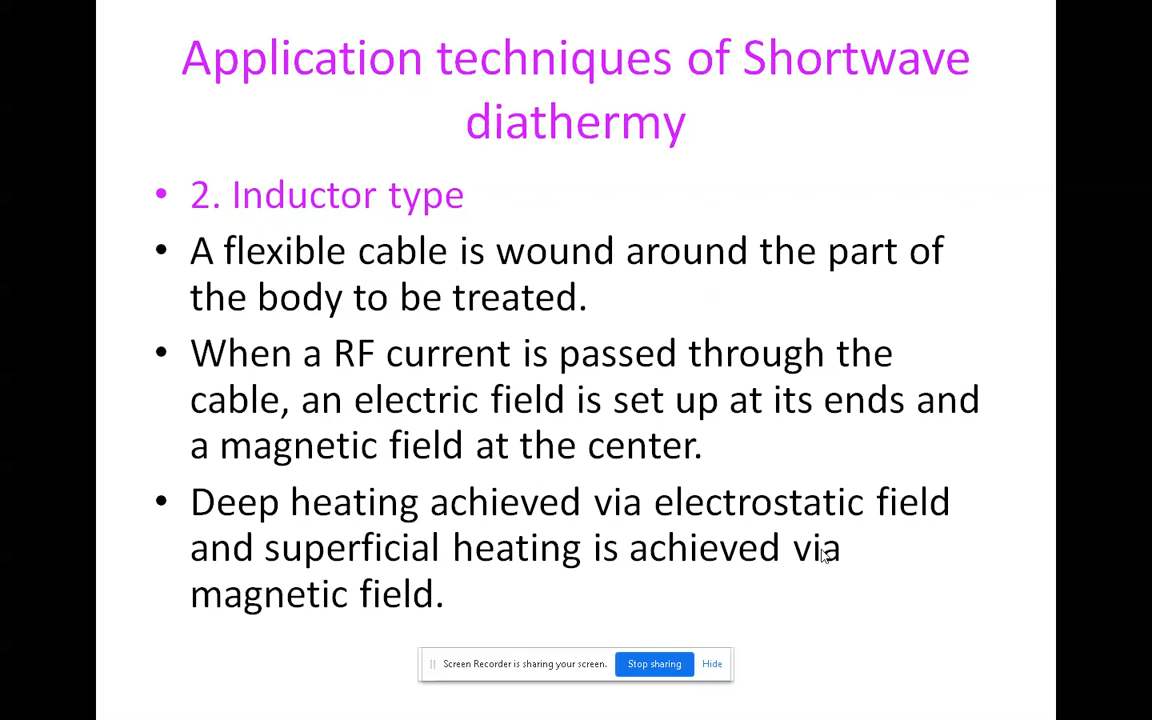 Application techniques of Shortwave
diathermy
• 2. Inductor type
• A flexible cable is wound around the part of
the body to be treated.
• When a RF current is passed through the
cable, an electric field is set up at its ends and
a magnetic field at the center.
• Deep heating achieved via electrostatic field
and superficial heating is achieved via
magnetic field.
Screen Recorder is sharing your screen. Stop sharing Hide